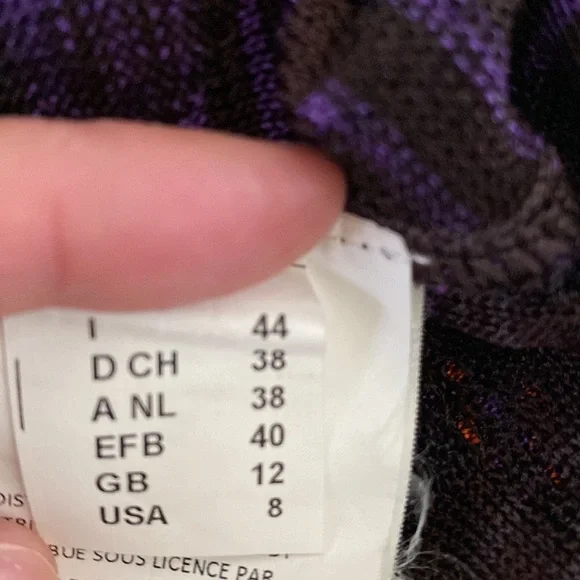 I 44
D CH 38
A NL 38
EFB 40
GB 12
USA 8
SOUS LICENCE PAR